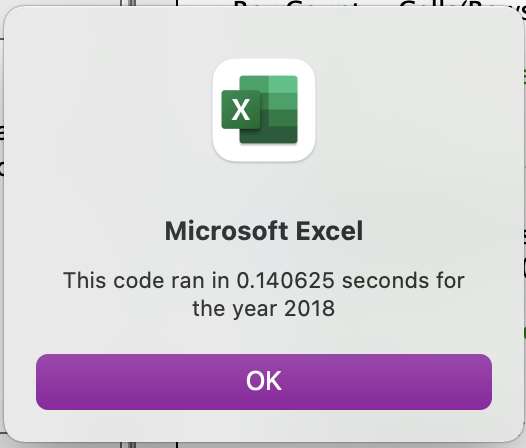 X
Microsoft Excel
This code ran in 0.140625 seconds for
the year 2018
OK